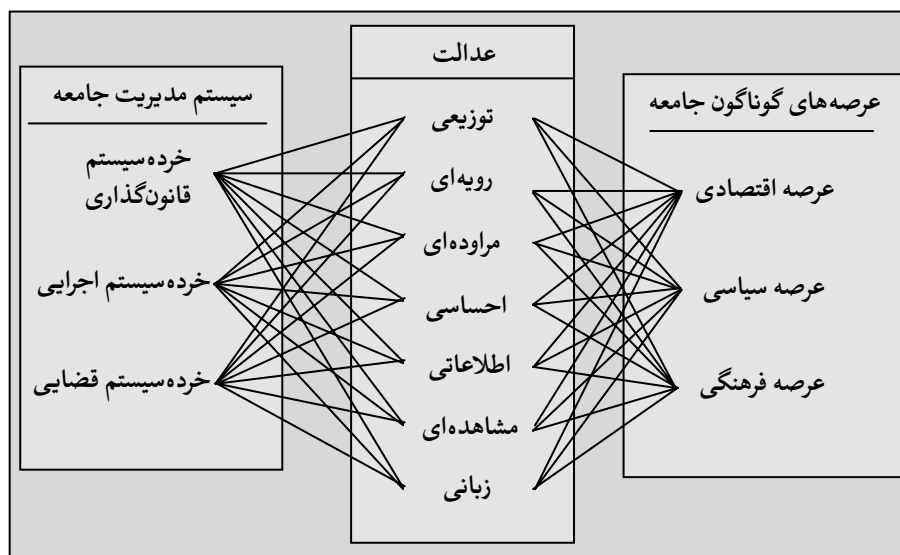 عرصه‌های گوناگون جامعه
عرصه اقتصادی
عرصه سیاسی
عرصه فرهنگی
عدالت
توزیعی
رویه‌ای
مراوده‌ای
احساسی
اطلاعاتی
مشاهده‌ای
زبانی
سیستم مدیریت جامعه
خرده‌سیستم
قانون‌گذاری
خرده‌سیستم اجرایی
خرده‌سیستم قضایی